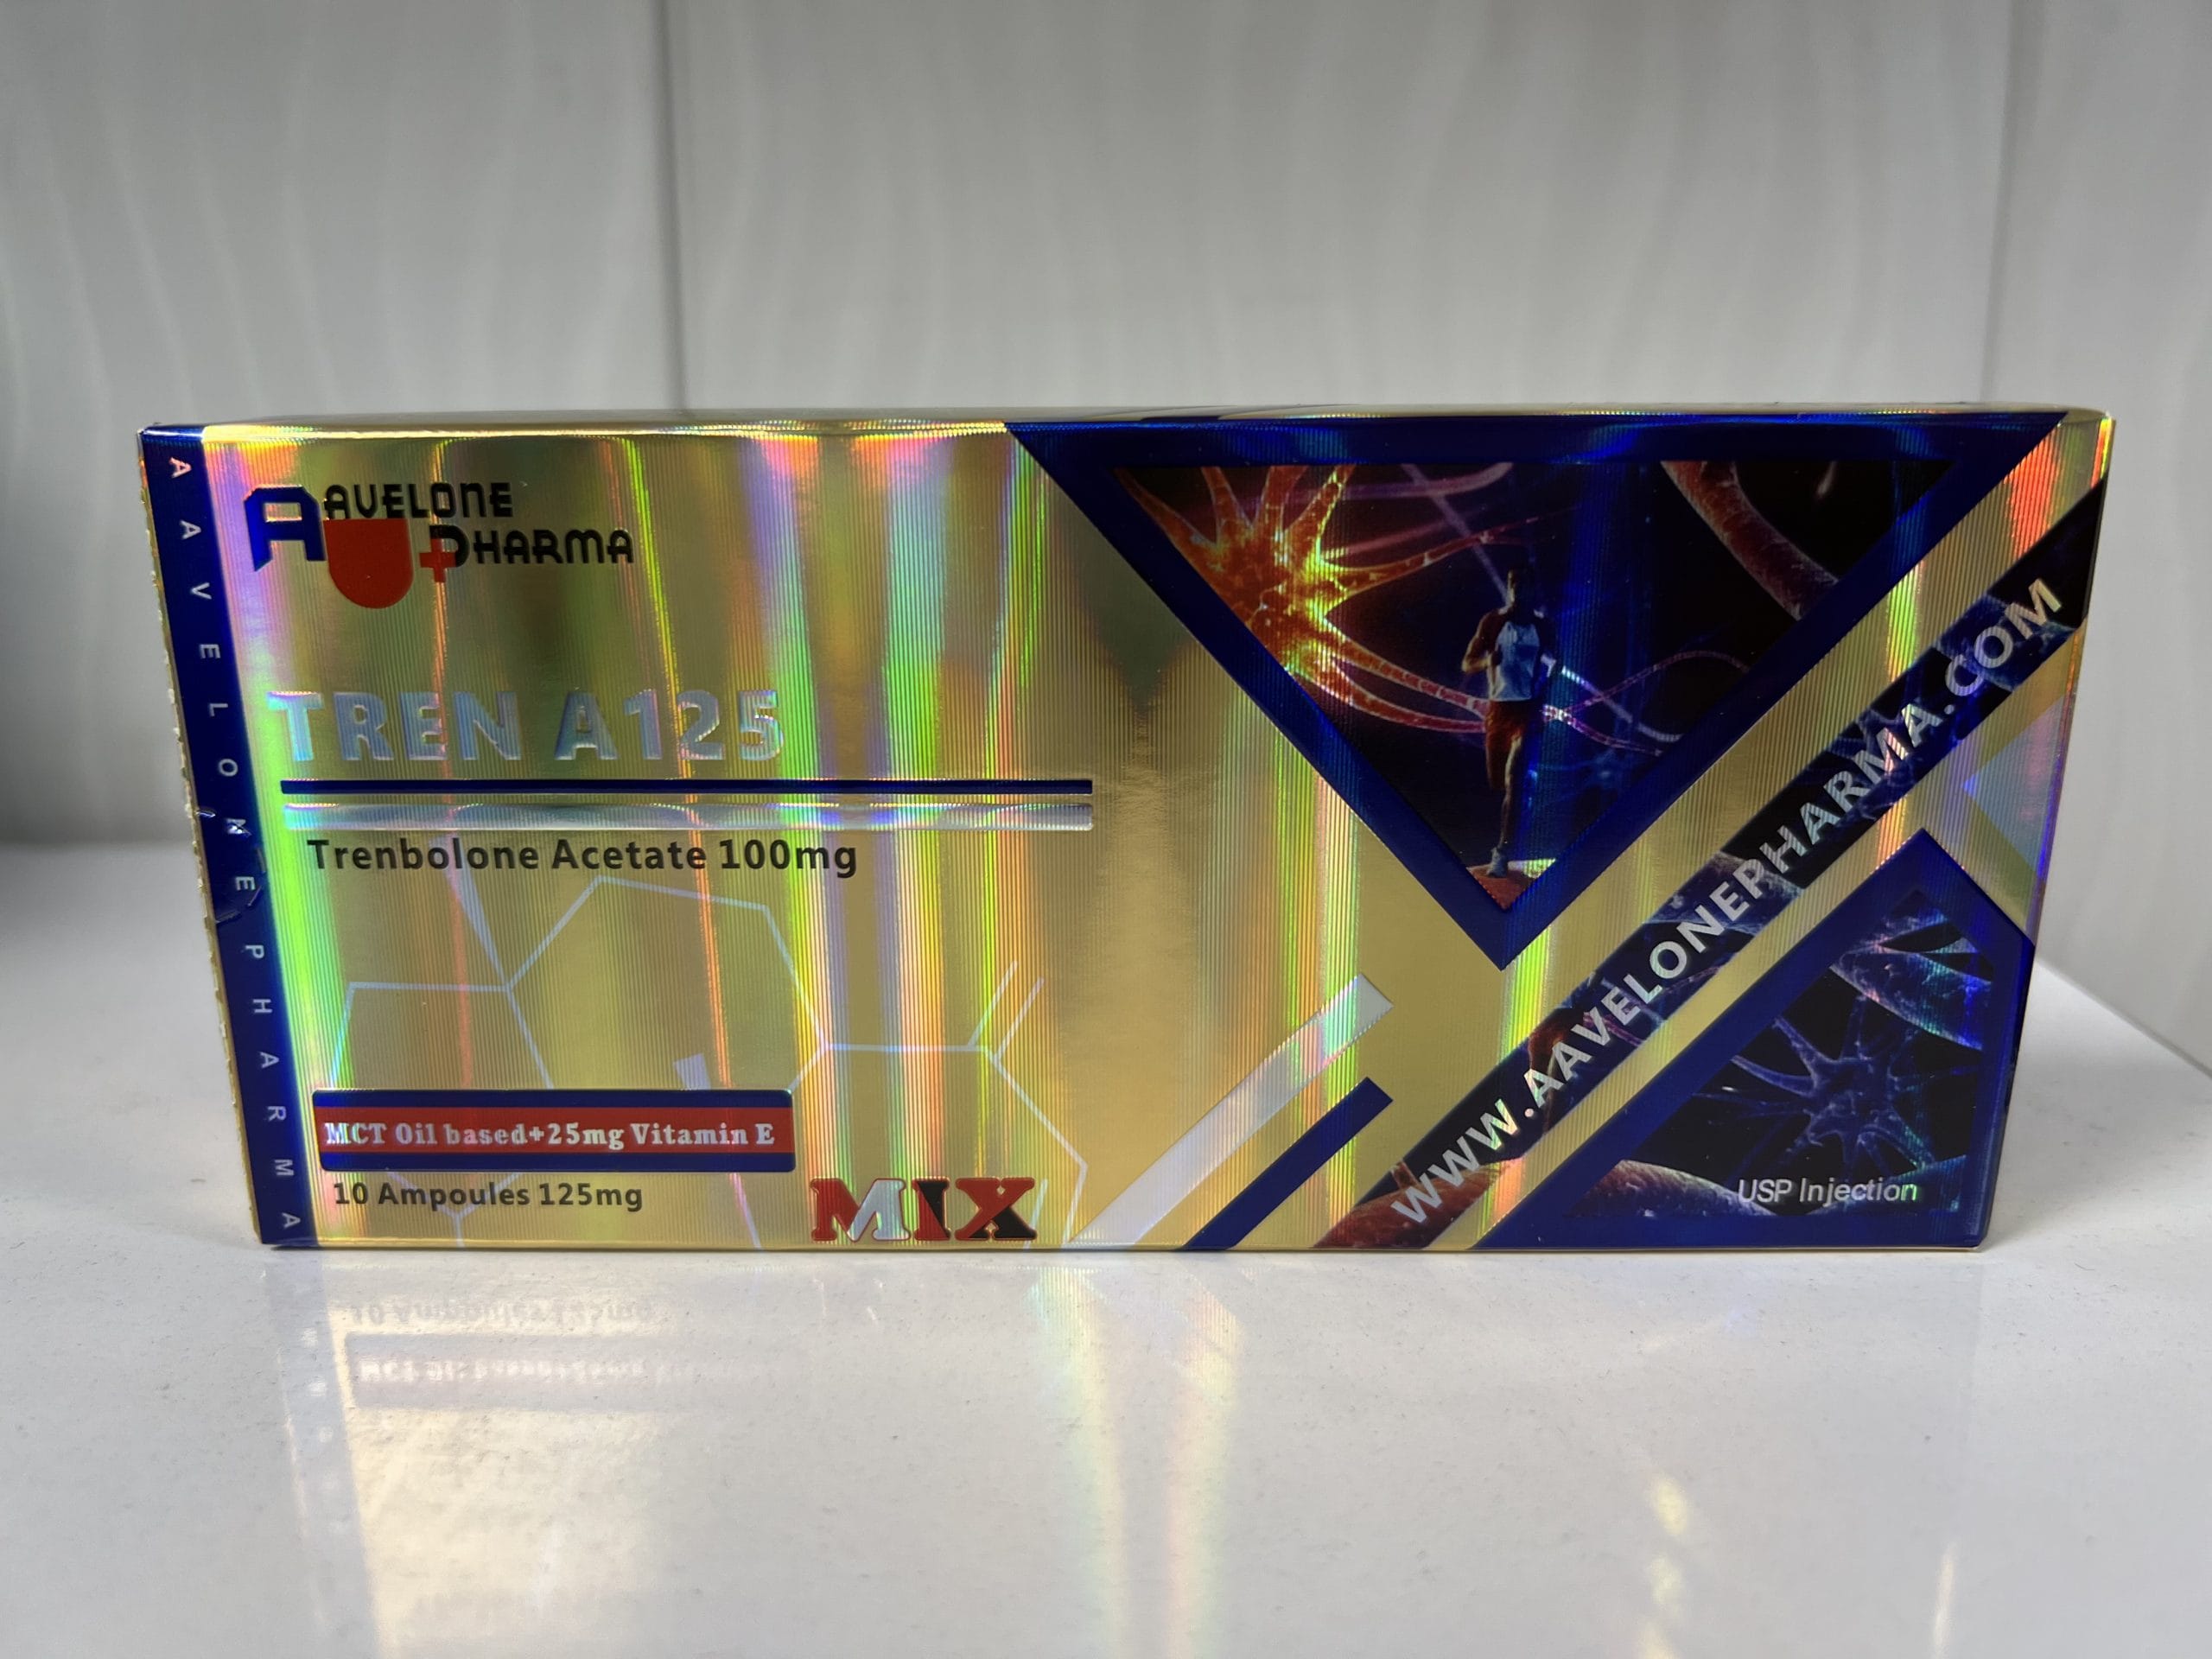 AAVELONE PHARMA
AAVELONE
PHARMA
TREN A125
Trenbolone Acetate 100mg
MCT Oil based+25mg Vitamin E
10 Ampoules 125mg
MIX
WWW.AAVELONEPHARMA.COM
USP Injection